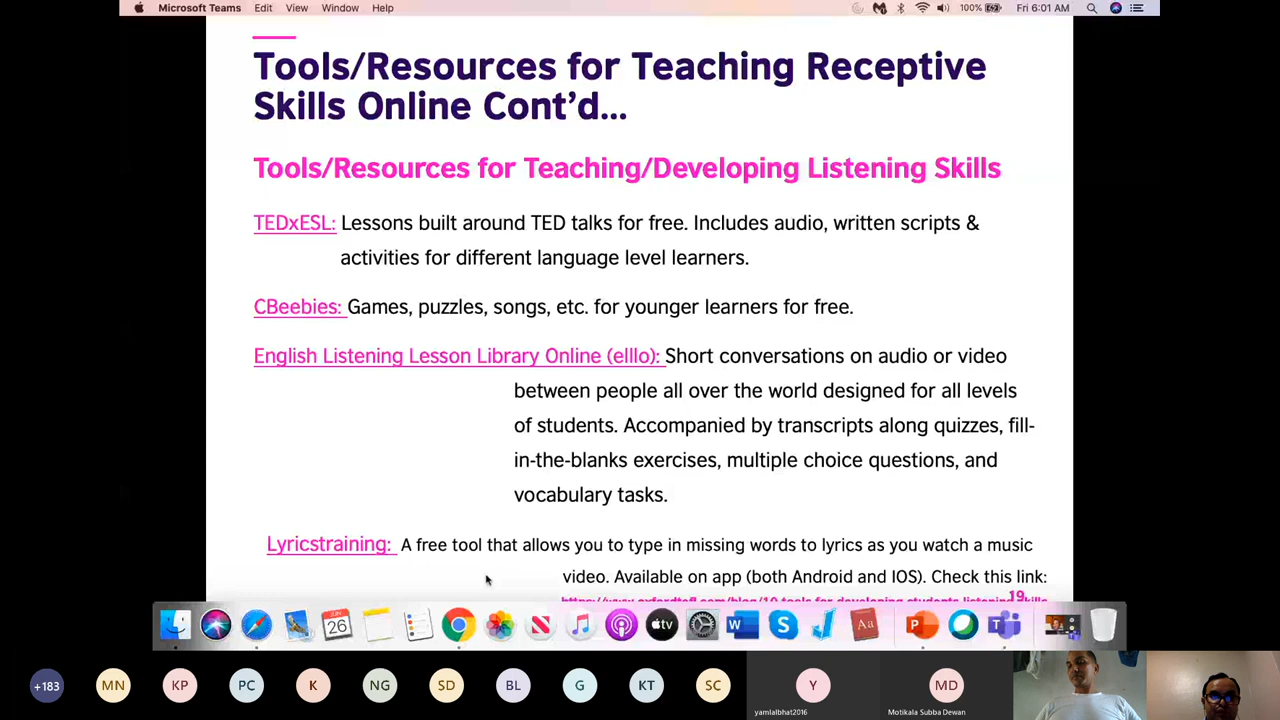 Microsoft Teams Edit View Window Help 100% Fri 6:01 AM
Tools/Resources for Teaching Receptive
Skills Online Cont'd...
Tools/Resources for Teaching/Developing Listening Skills
TEDxESL: Lessons built around TED talks for free. Includes audio, written scripts &
activities for different language level learners.
CBeebies: Games, puzzles, songs, etc. for younger learners for free.
English Listening Lesson Library Online (elllo): Short conversations on audio or video
between people all over the world designed for all levels
of students. Accompanied by transcripts along quizzes, fill-
in-the-blanks exercises, multiple choice questions, and
vocabulary tasks.
Lyricstraining: A free tool that allows you to type in missing words to lyrics as you watch a music
video. Available on app (both Android and IOS). Check this link:
19
JUN
26
tv
W
S
Aa
P
T
+183 MN KP PC K NG SD BL G KT SC Y MD
yamlalbhat2016 Motikala Subba Dewan